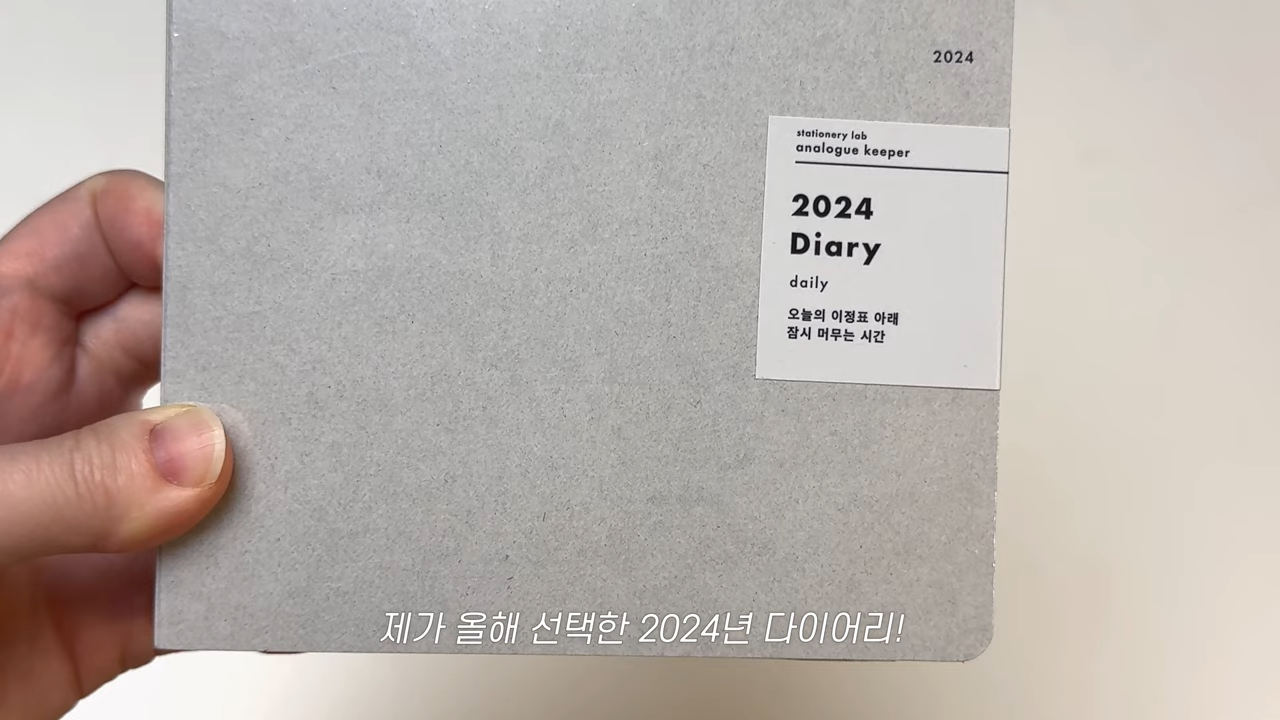 2024
stationery lab
analogue keeper
2024
Diary
daily
오늘의 이정표 아래
잠시 머무는 시간
제가 올해 선택한 2024년 다이어리!